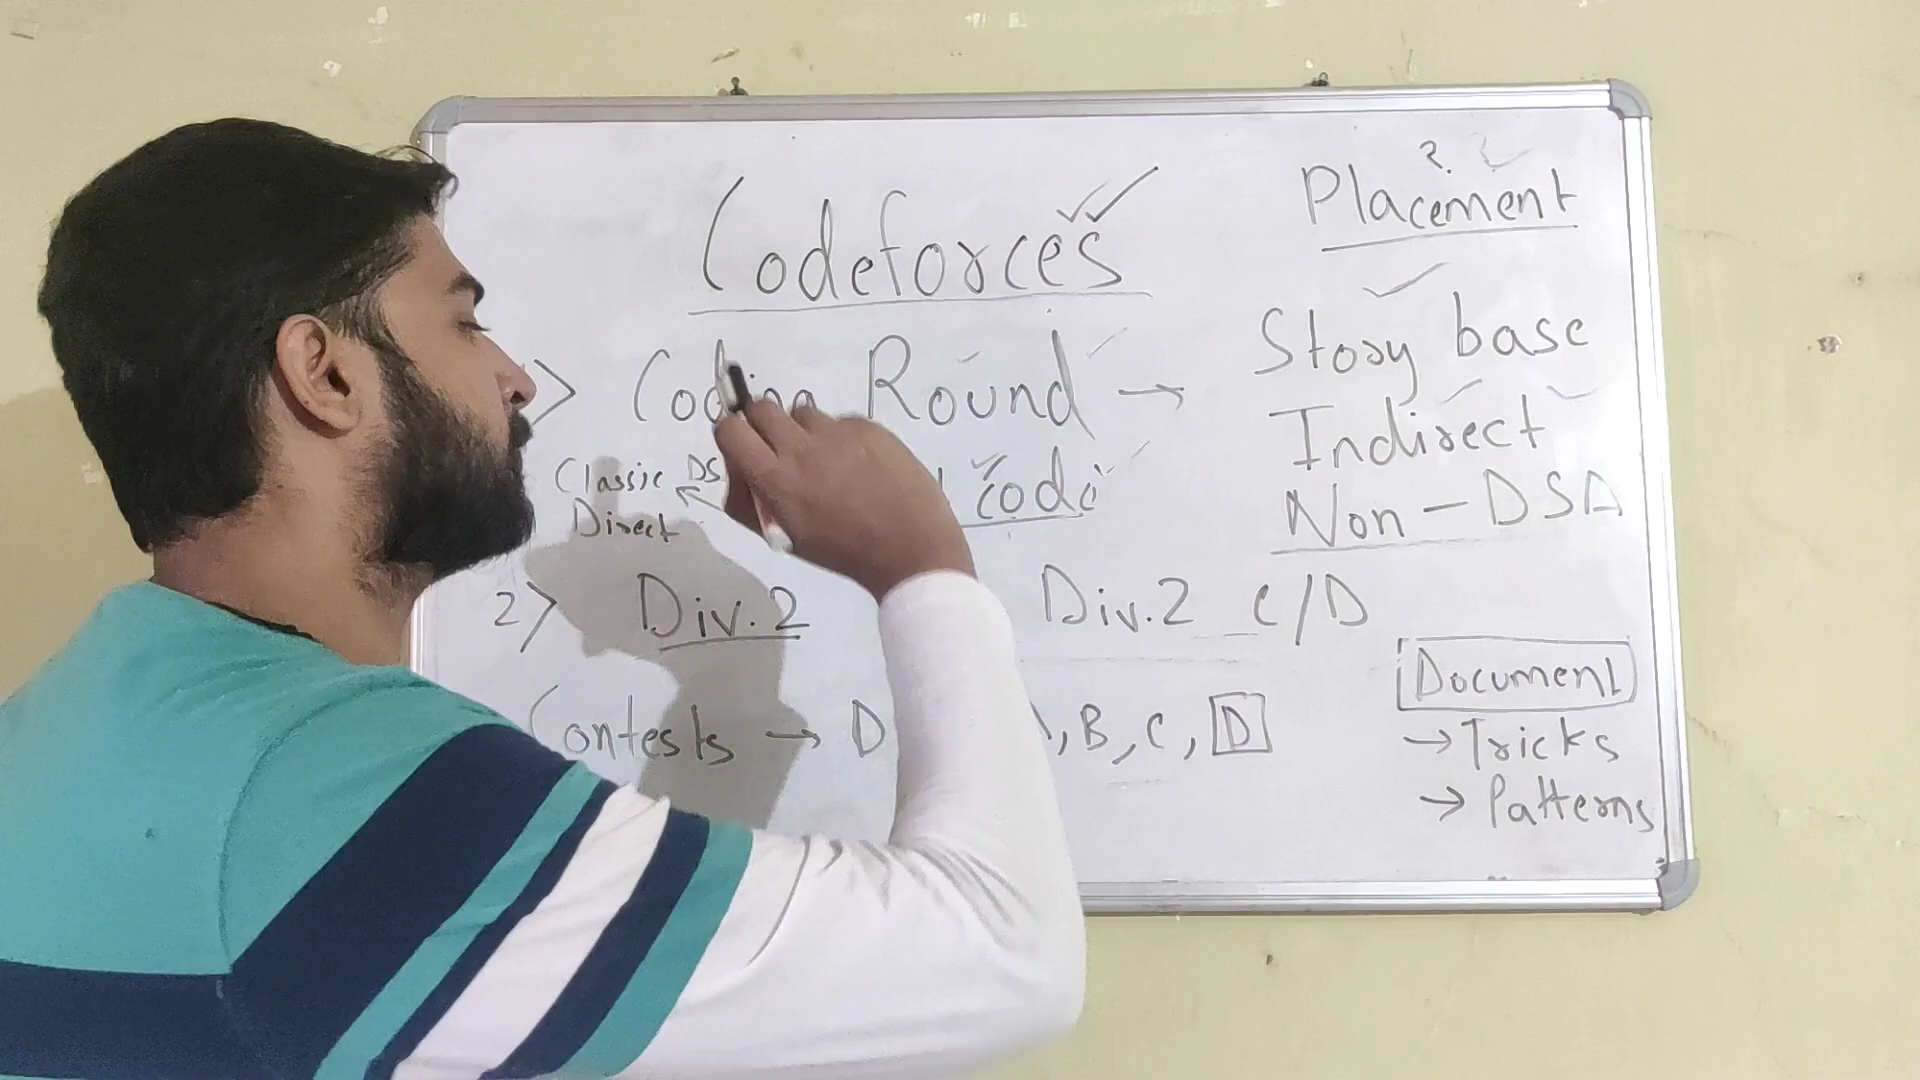 Codeforces
Placement
Coding Round →
Story base
Indirect
Non-DSA
Classic DS
Direct
code
2> Div.2
Div.2 C/D
Contests → D
, B, C, D
Document
→ Tricks
→ Patterns